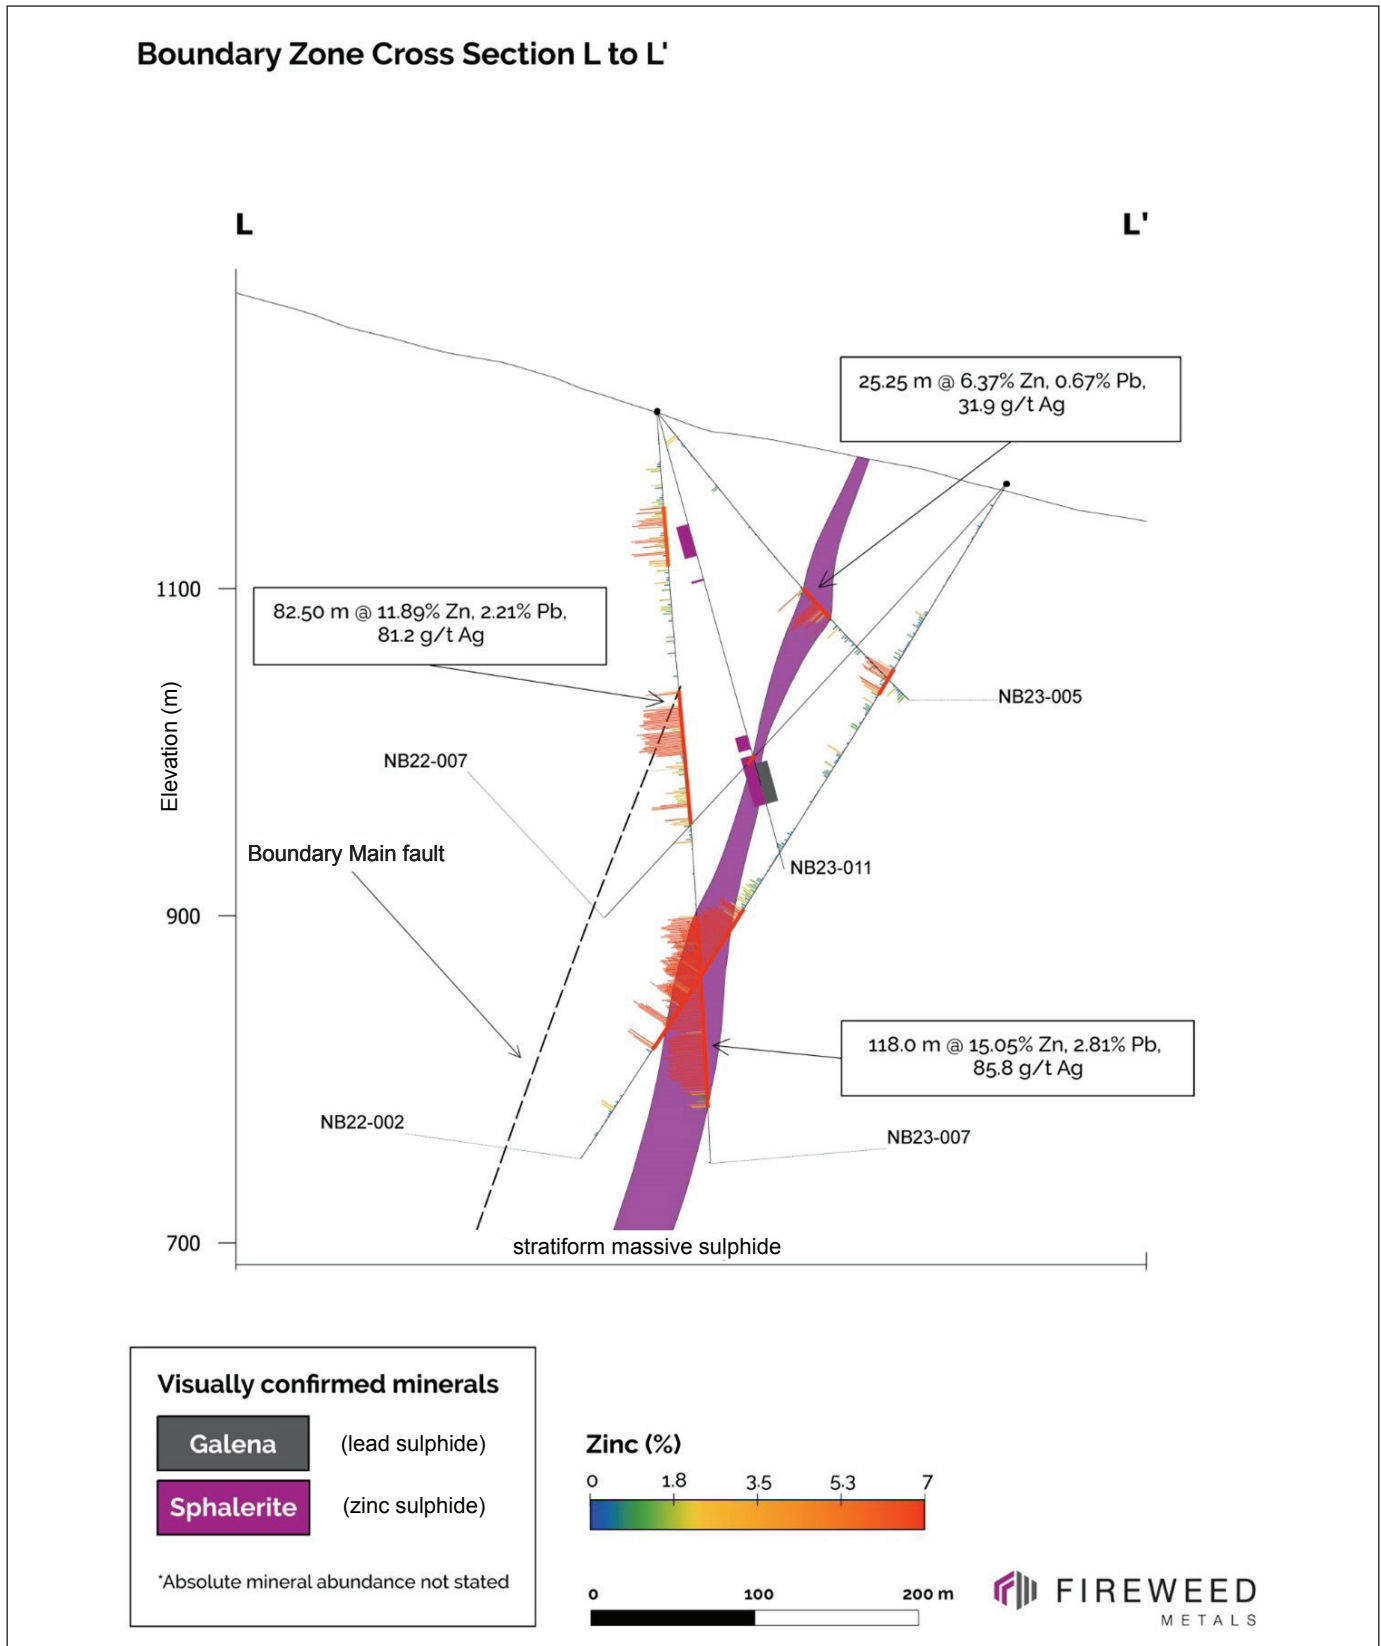 Boundary Zone Cross Section L to L'
L
L'
25.25 m @ 6.37% Zn, 0.67% Pb,
31.9 g/t Ag
1100
82.50 m @ 11.89% Zn, 2.21% Pb,
81.2 g/t Ag
Elevation (m)
NB23-005
NB22-007
Boundary Main fault
NB23-011
900
118.0 m @ 15.05% Zn, 2.81% Pb,
85.8 g/t Ag
NB22-002
NB23-007
700
stratiform massive sulphide
Visually confirmed minerals
Galena (lead sulphide)
Sphalerite (zinc sulphide)
*Absolute mineral abundance not stated
Zinc (%)
0 1.8 3.5 5.3 7
0 100 200 m
FIREWEED
METALS